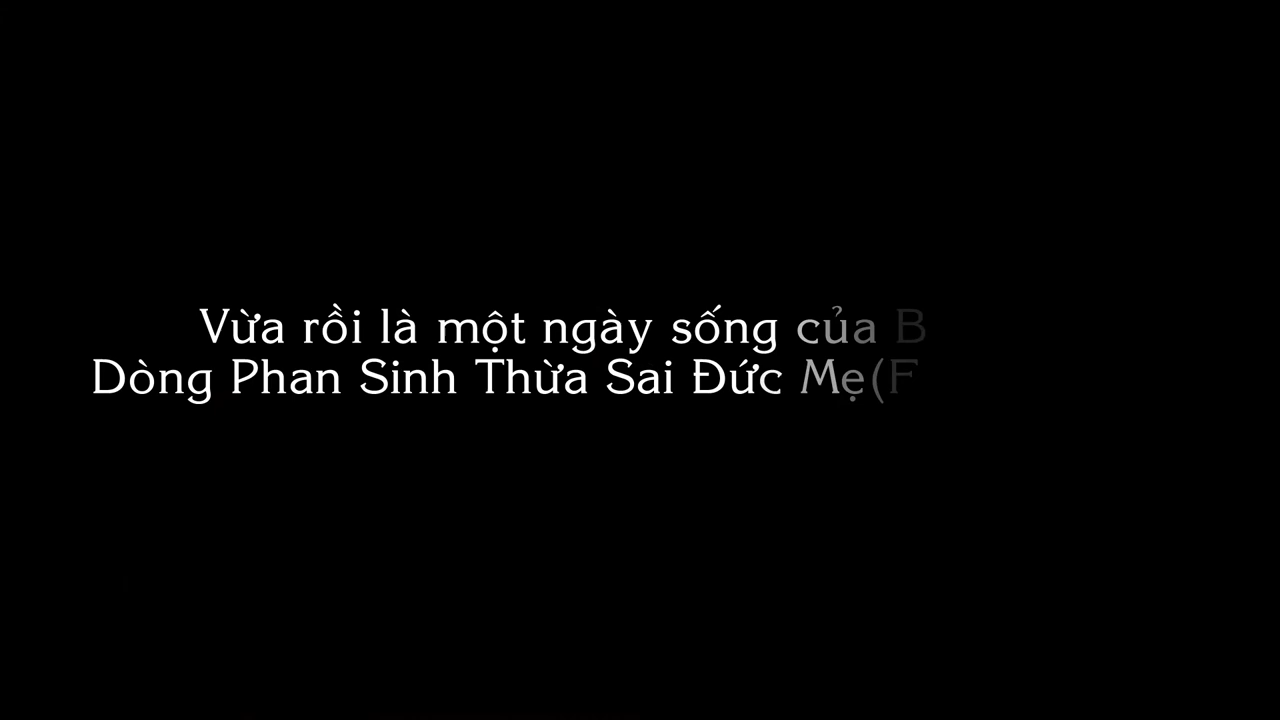 Vừa rồi là một ngày sống của B
Dòng Phan Sinh Thừa Sai Đức Mẹ(F